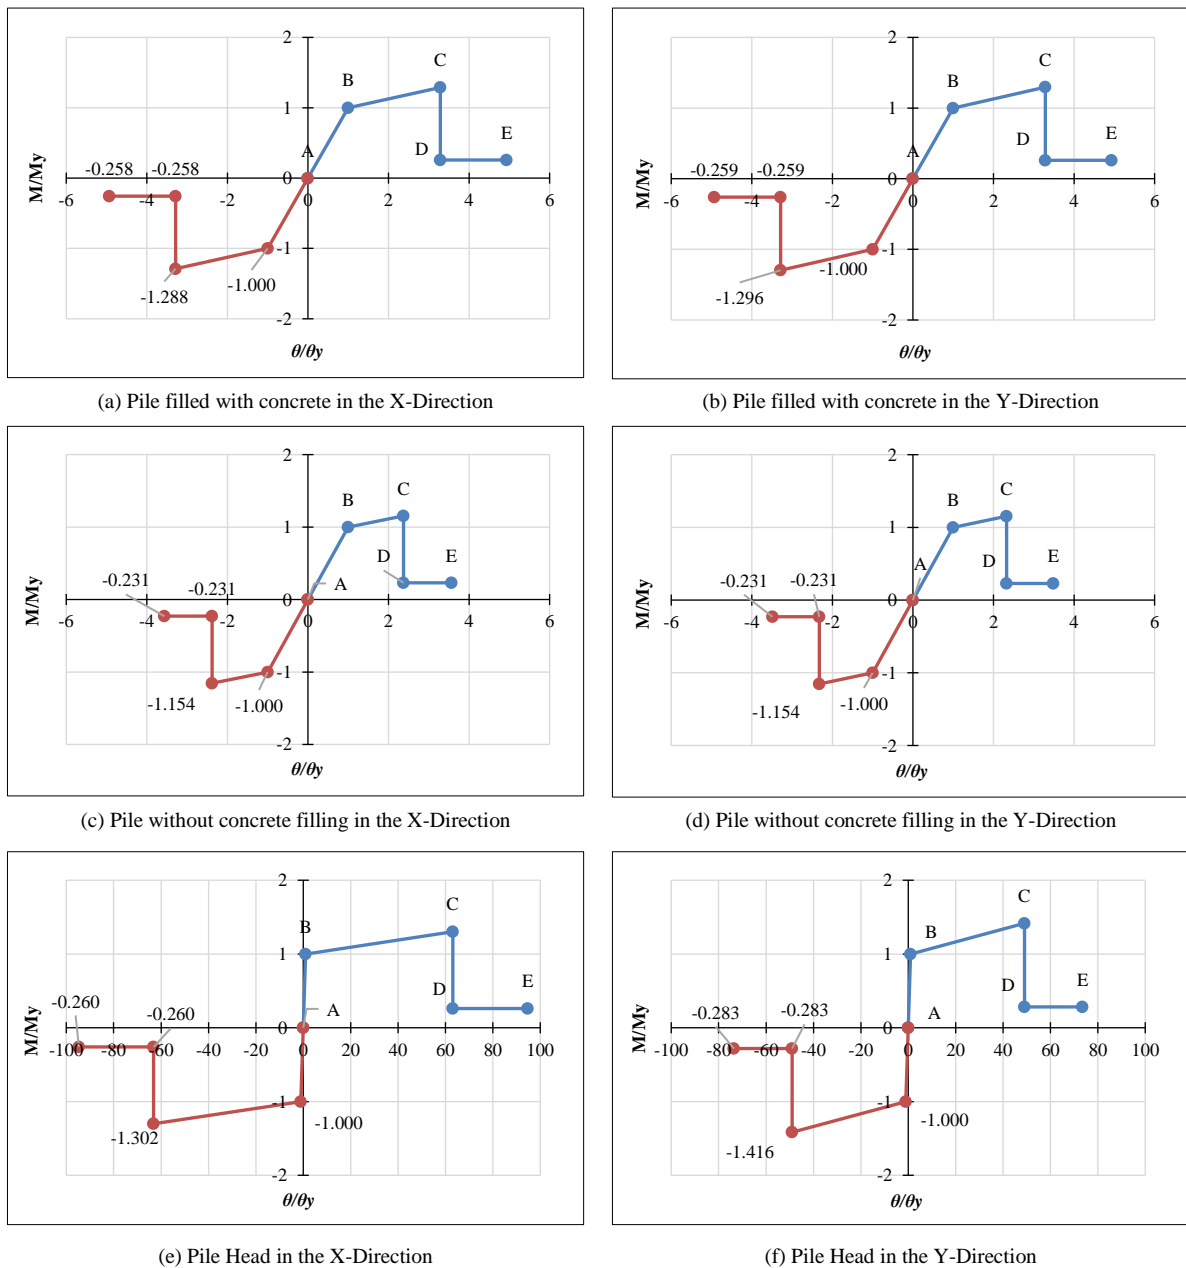 2
C
B
1
D
E
A
-0.258
-0.258
0
-6
-4
-2
0
2
4
6
-1
-1.000
-1.288
-2
M/My
θ/θy
(a) Pile filled with concrete in the X-Direction
2
C
B
1
D
E
A
-0.259
-0.259
0
-6
-4
-2
0
2
4
6
-1
-1.000
-1.296
-2
M/My
θ/θy
(b) Pile filled with concrete in the Y-Direction
2
C
B
1
D
E
A
-0.231
-0.231
0
-6
-4
-2
0
2
4
6
-1
-1.154
-1.000
-2
M/My
θ/θy
(c) Pile without concrete filling in the X-Direction
2
C
B
1
D
E
A
-0.231
-0.231
0
-6
-4
-2
0
2
4
6
-1
-1.154
-1.000
-2
M/My
θ/θy
(d) Pile without concrete filling in the Y-Direction
2
C
B
1
D
E
A
-0.260
-0.260
0
-100
-80
-60
-40
-20
0
20
40
60
80
100
-1
-1.000
-1.302
-2
M/My
θ/θy
(e) Pile Head in the X-Direction
2
C
B
1
D
E
A
-0.283
-0.283
0
-100
-80
-60
-40
-20
0
20
40
60
80
100
-1
-1.000
-1.416
-2
M/My
θ/θy
(f) Pile Head in the Y-Direction